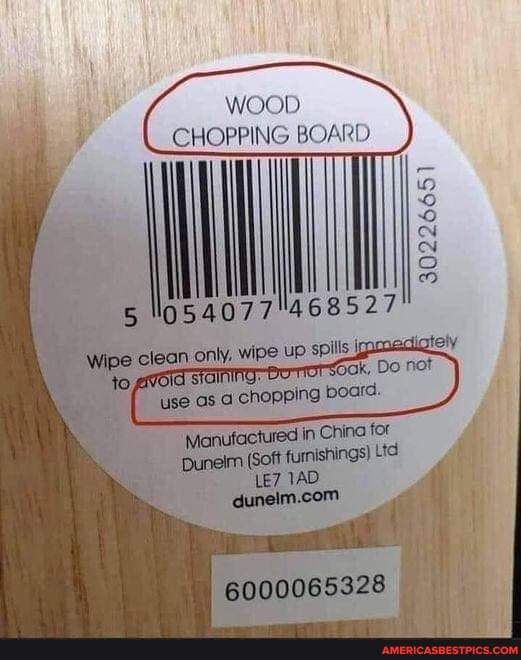 WOOD
CHOPPING BOARD
30226651
5 054077 468527
Wipe clean only, wipe up spills immediately
to avoid staining. Do not soak, Do not
use as a chopping board.
Manufactured in China for
Dunelm (Soft furnishings) Ltd
LE7 1AD
dunelm.com
6000065328
AMERICASBESTPICS.COM